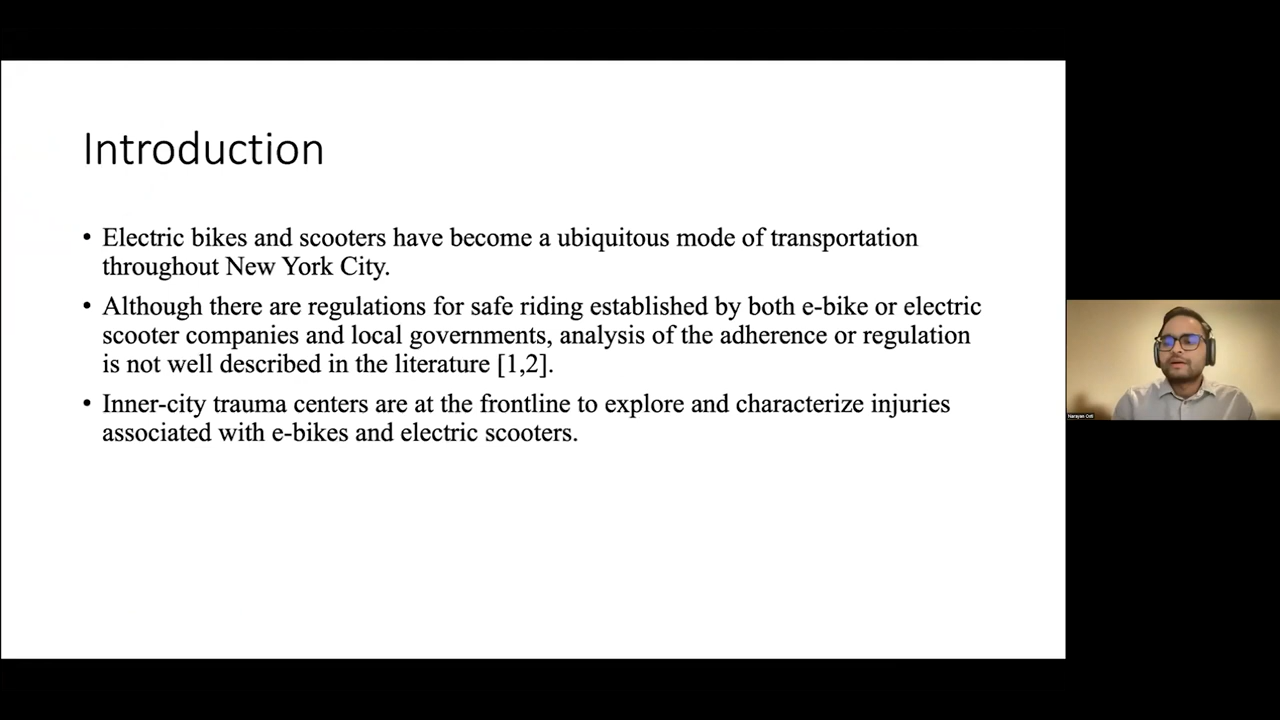 Introduction
• Electric bikes and scooters have become a ubiquitous mode of transportation
throughout New York City.
• Although there are regulations for safe riding established by both e-bike or electric
scooter companies and local governments, analysis of the adherence or regulation
is not well described in the literature [1,2].
• Inner-city trauma centers are at the frontline to explore and characterize injuries
associated with e-bikes and electric scooters.
Narayan Osti